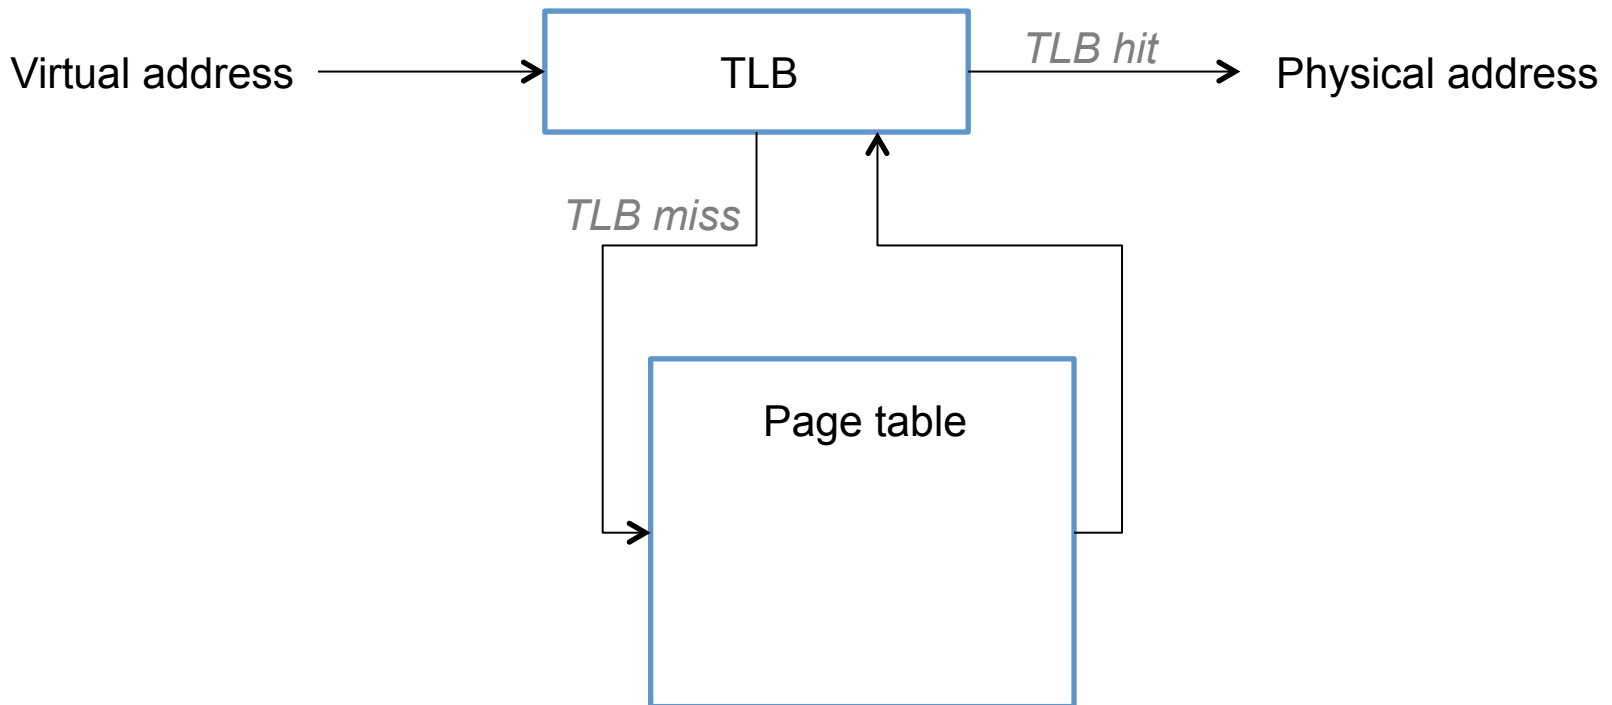 Virtual address
TLB
TLB hit
Physical address
TLB miss
Page table